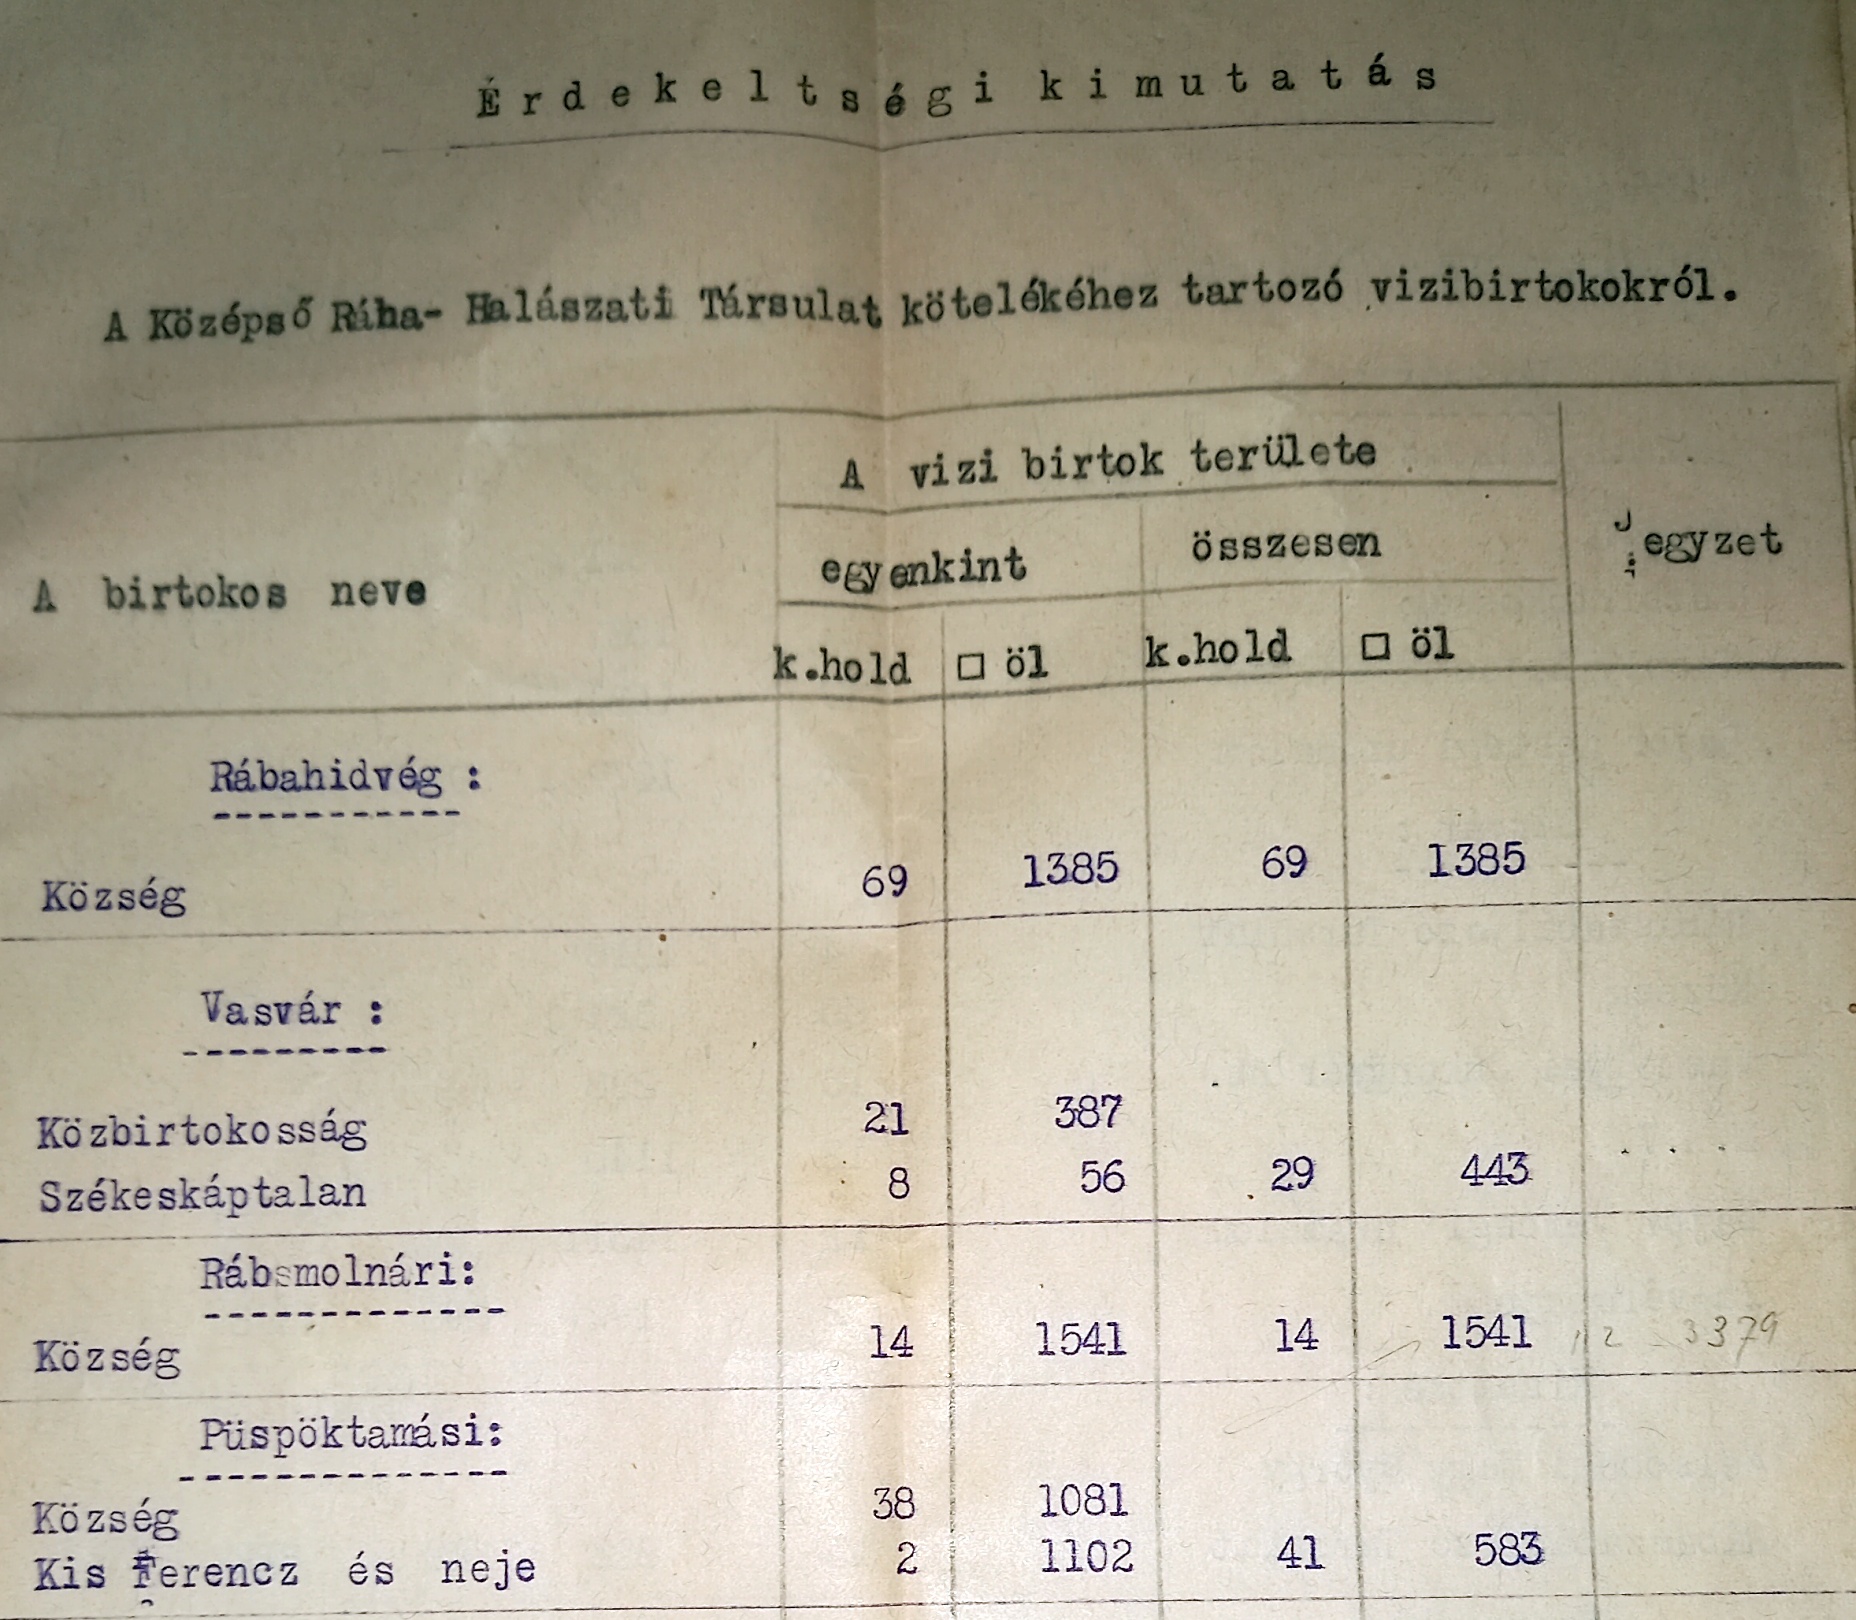 Érdekeltségi kimutatás
A Középső Rába- Halászati Társulat kötelékéhez tartozó vizibirtokokról.
A vizi birtok területe
egyenkint összesen
A birtokos neve Jegyzet
k.hold □ öl k.hold □ öl
Rábahidvég :
Község 69 1385 69 1385
Vasvár :
Közbirtokosság 21 387
Székeskáptalan 8 56 29 443
Rábamolnári:
Község 14 1541 14 1541 3379
Püspöktamási:
Község 38 1081
Kis Ferencz és neje 2 1102 41 583